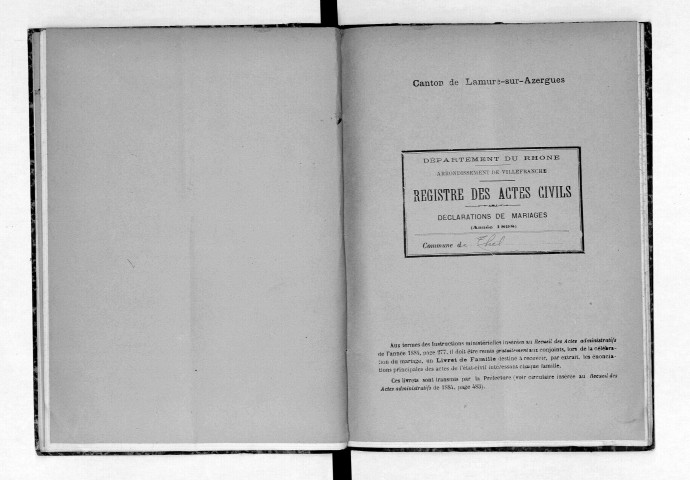 Canton de Lamure-sur-Azergues
DÉPARTEMENT DU RHONE
ARRONDISSEMENT DE VILLEFRANCHE
REGISTRE DES ACTES CIVILS
DÉCLARATIONS DE MARIAGES
(Année
Commune de Thel
Aux termes des Instructions ministérielles insérées au Recueil des Actes administratifs
de l'année 1884, page 277, il doit être remis gratuitement aux conjoints, lors de la célébra-
tion du mariage, un Livret de Famille destiné à recevoir, par extrait, les énoncia-
tions principales des actes de l'état-civil intéressant chaque famille.
Ces livrets sont transmis par la Préfecture (voir circulaire insérée au Recueil des
Actes administratifs de 1884, page 485).